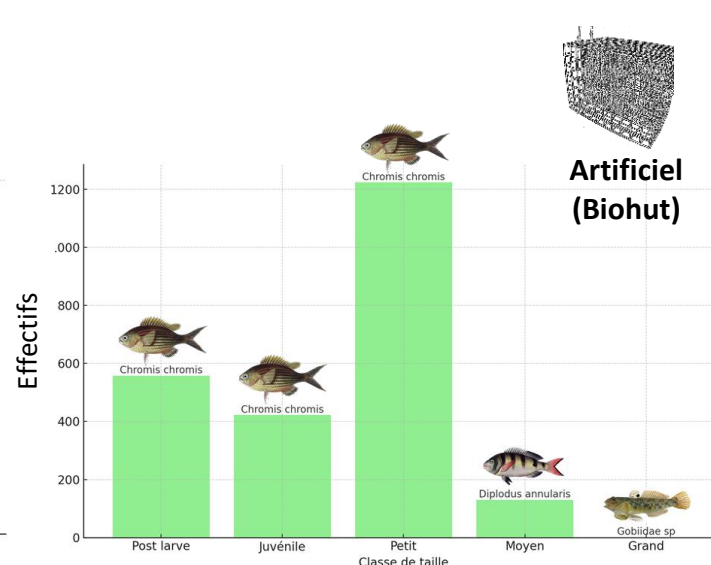 Artificiel
(Biohut)
Effectifs
1200
.000
800
600
400
200
0
Chromis chromis
Chromis chromis
Chromis chromis
Diplodus annularis
Gobiidae sp
Post larve
Juvénile
Petit
Moyen
Grand
Classe de taille